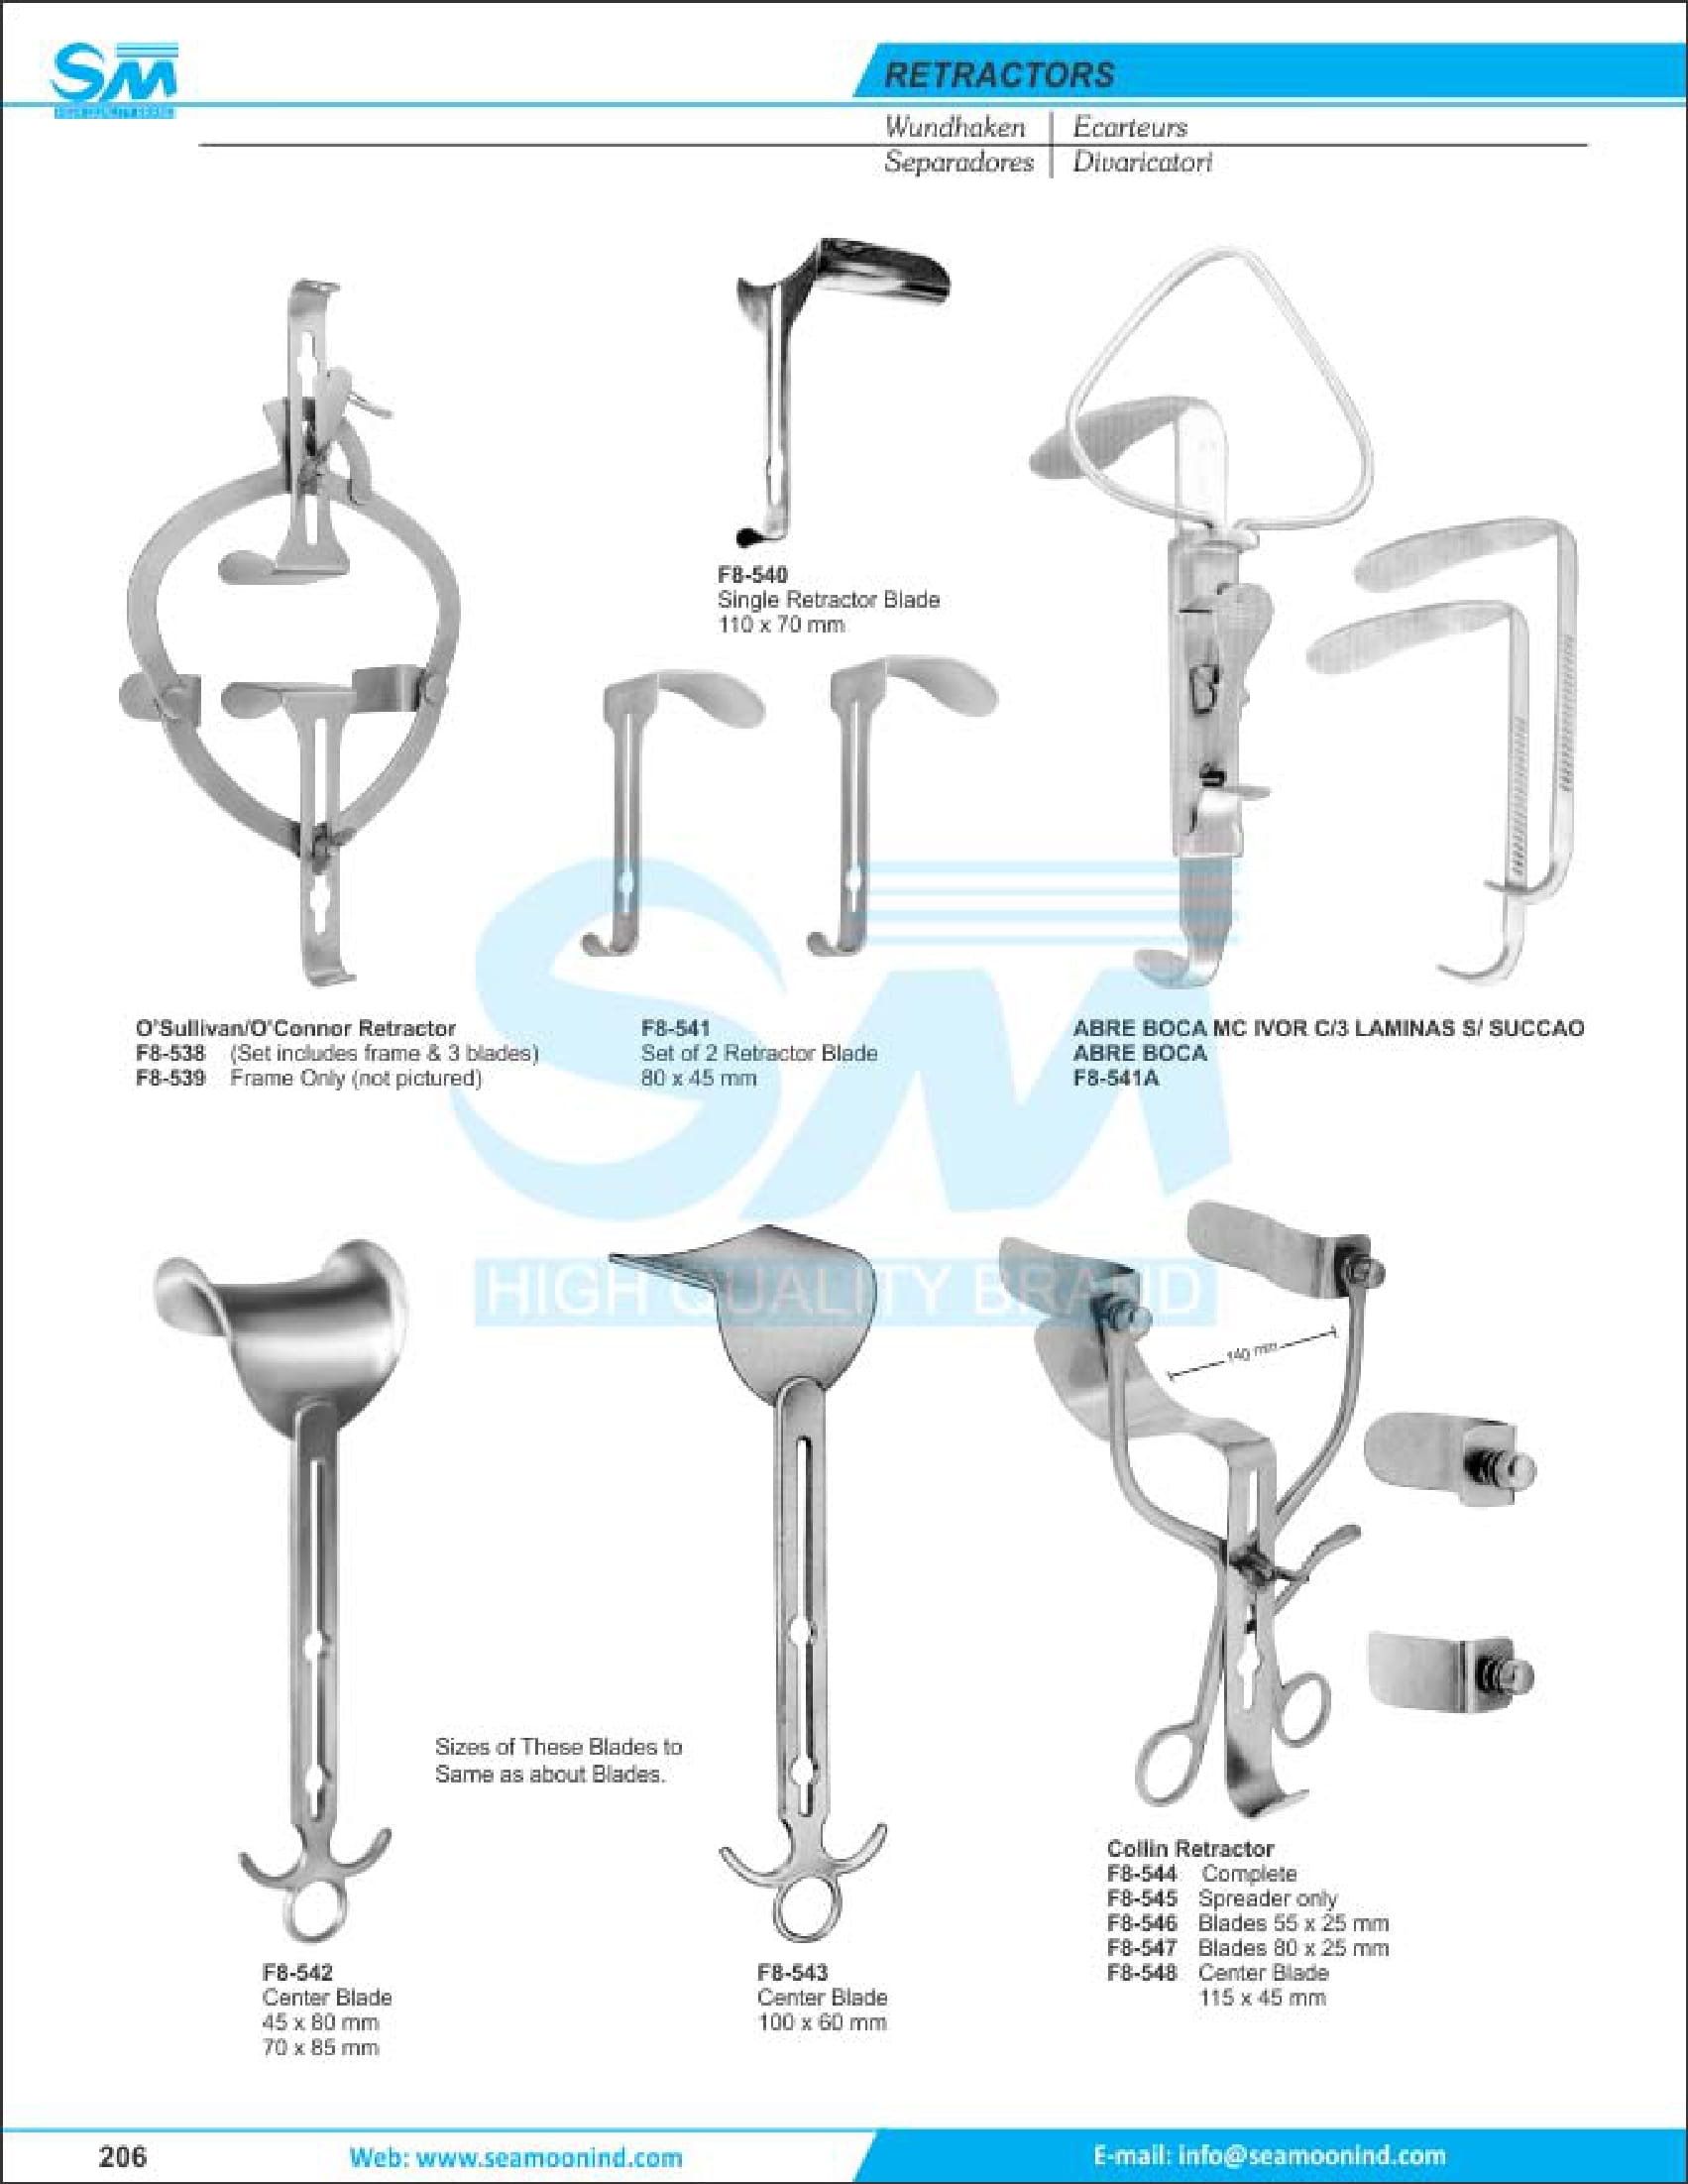 SM
RETRACTORS
Wundhaken
Ecarteurs
Separadores
Divaricatori
F8-540
Single Retractor Blade
110 x 70 mm
O'Sullivan/O'Connor Retractor
F8-538 (Set includes frame & 3 blades)
F8-539 Frame Only (not pictured)
F8-541
Set of 2 Retractor Blade
80 x 45 mm
ABRE BOCA MC IVOR C/3 LAMINAS S/ SUCCAO
ABRE BOCA
F8-541A
SM
HIGH QUALITY BRAND
140 mm
Sizes of These Blades to
Same as about Blades.
F8-542
Center Blade
45 x 80 mm
70 x 85 mm
F8-543
Center Blade
100 x 60 mm
Collin Retractor
F8-544 Complete
F8-545 Spreader only
F8-546 Blades 55 x 25 mm
F8-547 Blades 80 x 25 mm
F8-548 Center Blade
115 x 45 mm
206
Web: www.seamoonind.com
E-mail: info@seamoonind.com